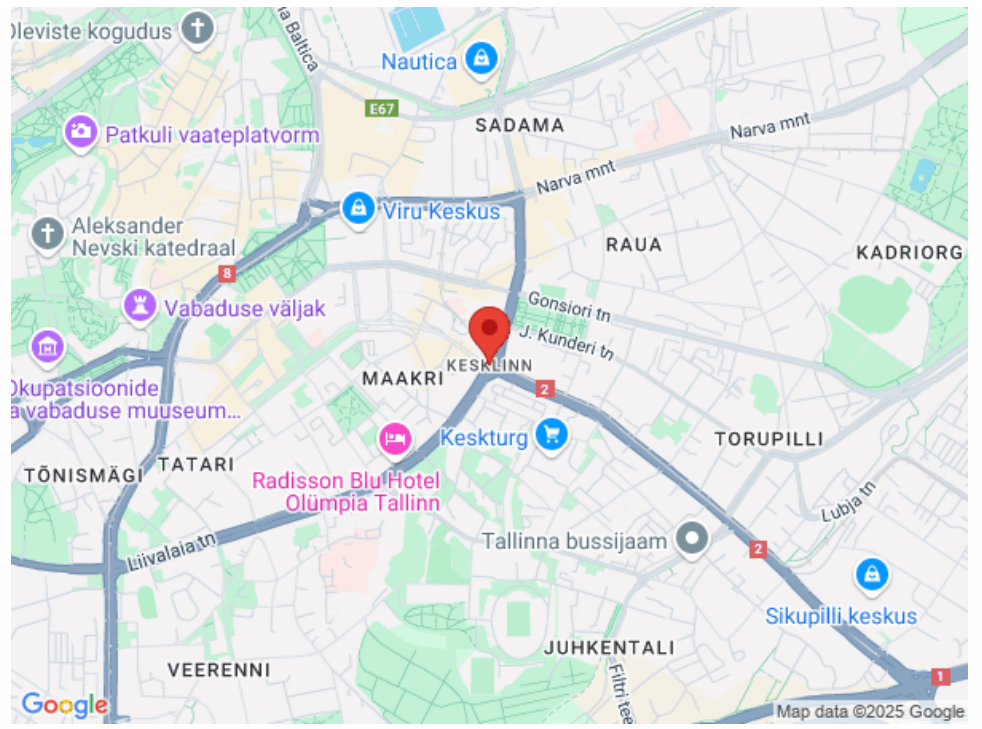 Oleviste kogudus
Baltica
Nautica
E67
SADAMA
Patkuli vaateplatvorm
Narva mnt
Narva mnt
Viru Keskus
Aleksander
Nevski katedraal
RAUA
KADRIORG
8
Vabaduse väljak
Gonsiori tn
J. Kunderi tn
KESKLINN
MAAKRI
2
Okupatsioonide
a vabaduse muuseum...
Keskturg
TORUPILLI
TÕNISMÄGI
TATARI
Radisson Blu Hotel
Olümpia Tallinn
Lubja tn
Liivalaia tn
Tallinna bussijaam
2
Sikupilli keskus
JUHKENTALI
VEERENNI
Filtri tee
1
Google
Map data ©2025 Google